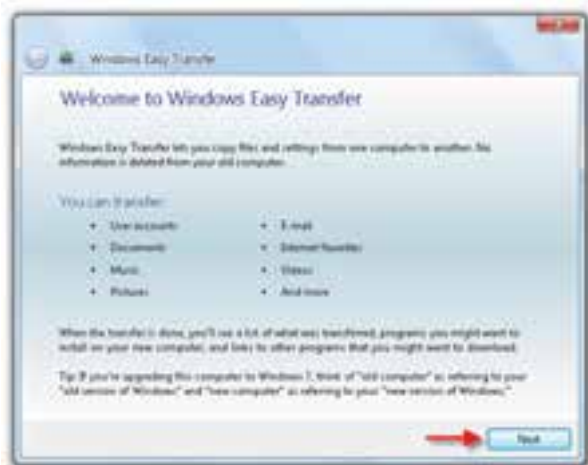 Windows Easy Transfer
Welcome to Windows Easy Transfer
Windows Easy Transfer lets you copy files and settings from one computer to another. No
information is deleted from your old computer.
You can transfer:
• User accounts
• Documents
• Music
• Pictures
• E-mail
• Internet favorites
• Videos
• And more
When the transfer is done, you'll see a list of what was transferred, programs you might want to
install on your new computer, and links to other programs that you might want to download.
Tip: If you're upgrading this computer to Windows 7, think of "old computer" as referring to your
"old version of Windows" and "new computer" as referring to your "new version of Windows."
Next